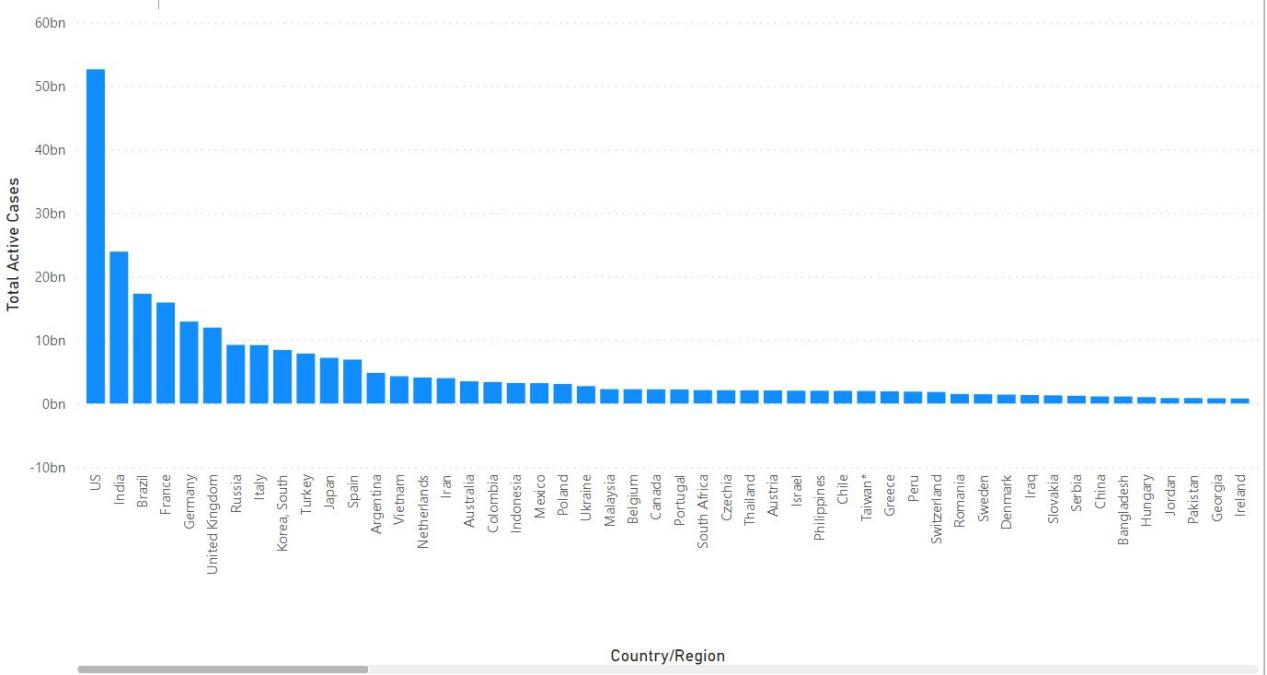 60bn
50bn
40bn
30bn
20bn
10bn
0bn
-10bn
Total Active Cases
US
India
Brazil
France
Germany
United Kingdom
Russia
Italy
Korea, South
Turkey
Japan
Spain
Argentina
Vietnam
Netherlands
Iran
Australia
Colombia
Indonesia
Mexico
Poland
Ukraine
Malaysia
Belgium
Canada
Portugal
South Africa
Czechia
Thailand
Austria
Israel
Philippines
Chile
Taiwan*
Greece
Peru
Switzerland
Romania
Sweden
Denmark
Iraq
Slovakia
Serbia
China
Bangladesh
Hungary
Jordan
Pakistan
Georgia
Ireland
Country/Region